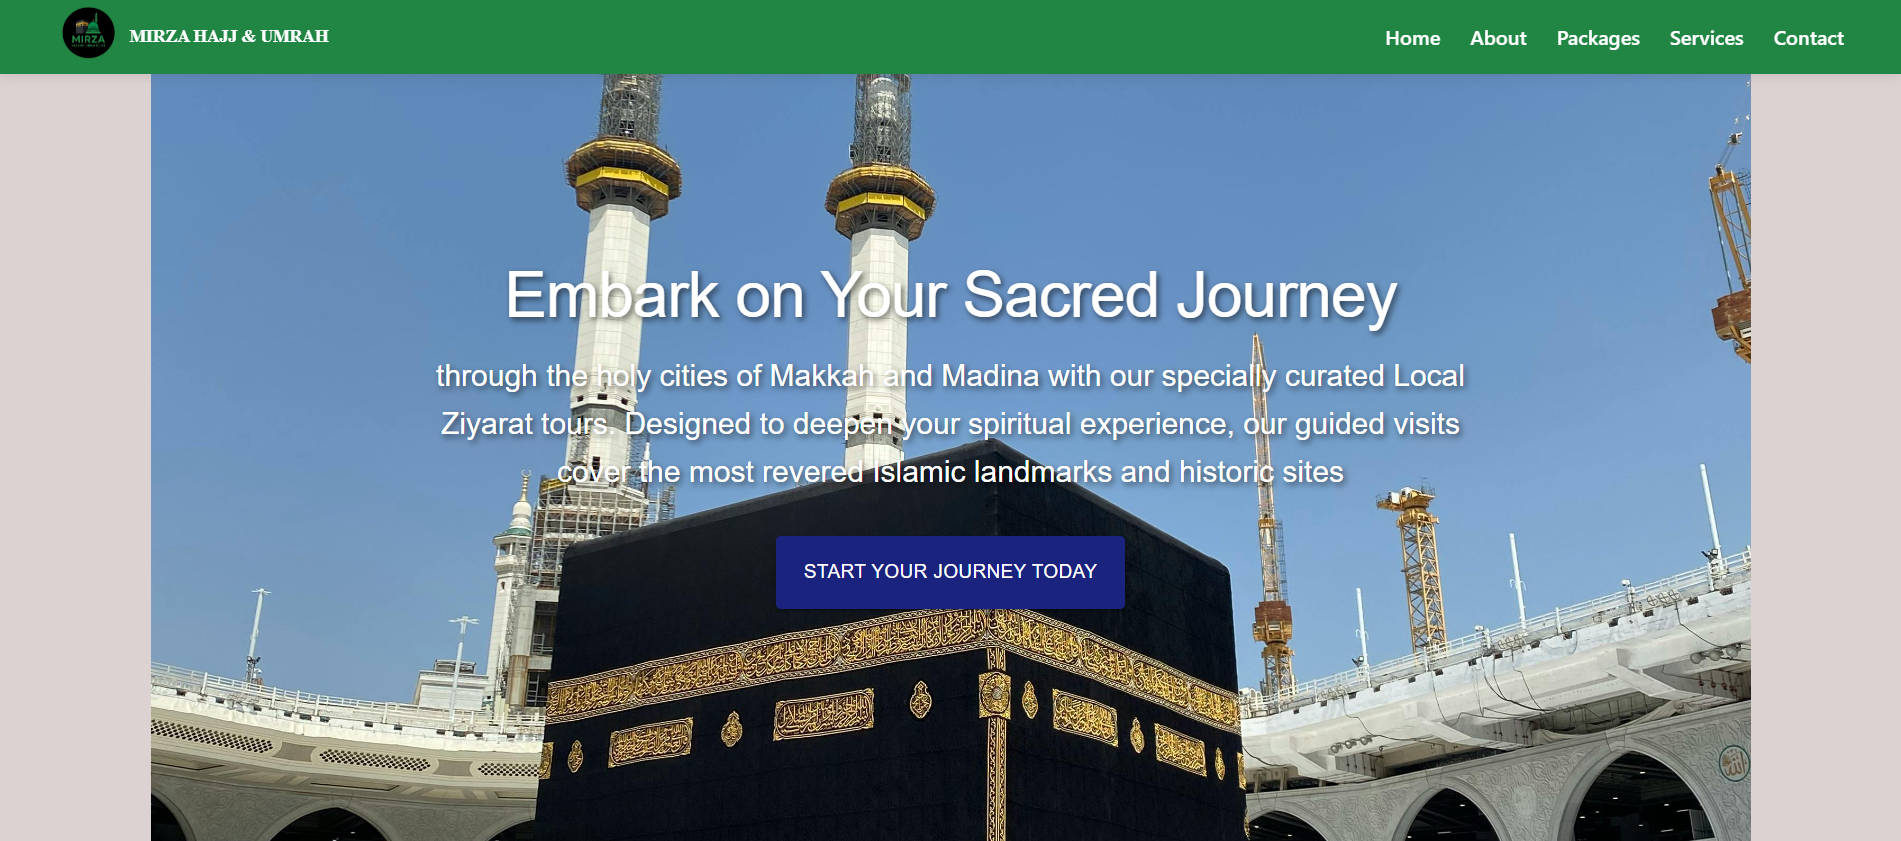 MIRZA
MIRZA HAJJ & UMRAH
Home
About
Packages
Services
Contact
Embark on Your Sacred Journey
through the holy cities of Makkah and Madina with our specially curated Local
Ziyarat tours. Designed to deepen your spiritual experience, our guided visits
cover the most revered Islamic landmarks and historic sites
START YOUR JOURNEY TODAY
الله